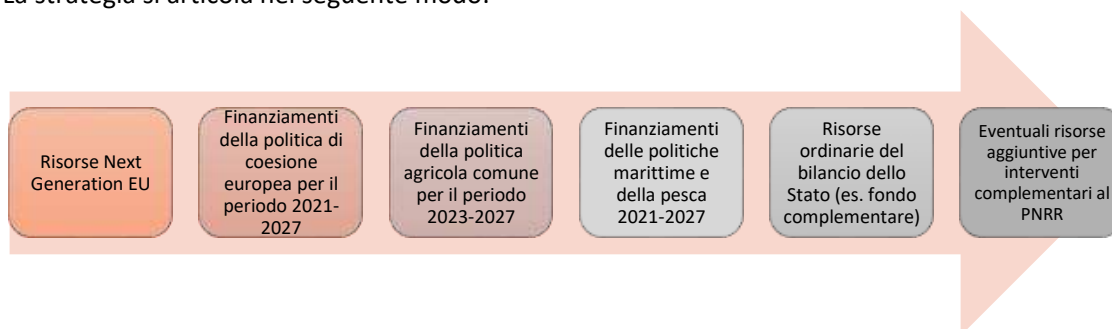 La strategia si articola nel seguente modo:
Risorse Next
Generation EU
Finanziamenti
della politica di
coesione
europea per il
periodo 2021-
2027
Finanziamenti
della politica
agricola comune
per il periodo
2023-2027
Finanziamenti
delle politiche
marittime e
della pesca
2021-2027
Risorse
ordinarie del
bilancio dello
Stato (es. fondo
complementare)
Eventuali risorse
aggiuntive per
interventi
complementari al
PNRR